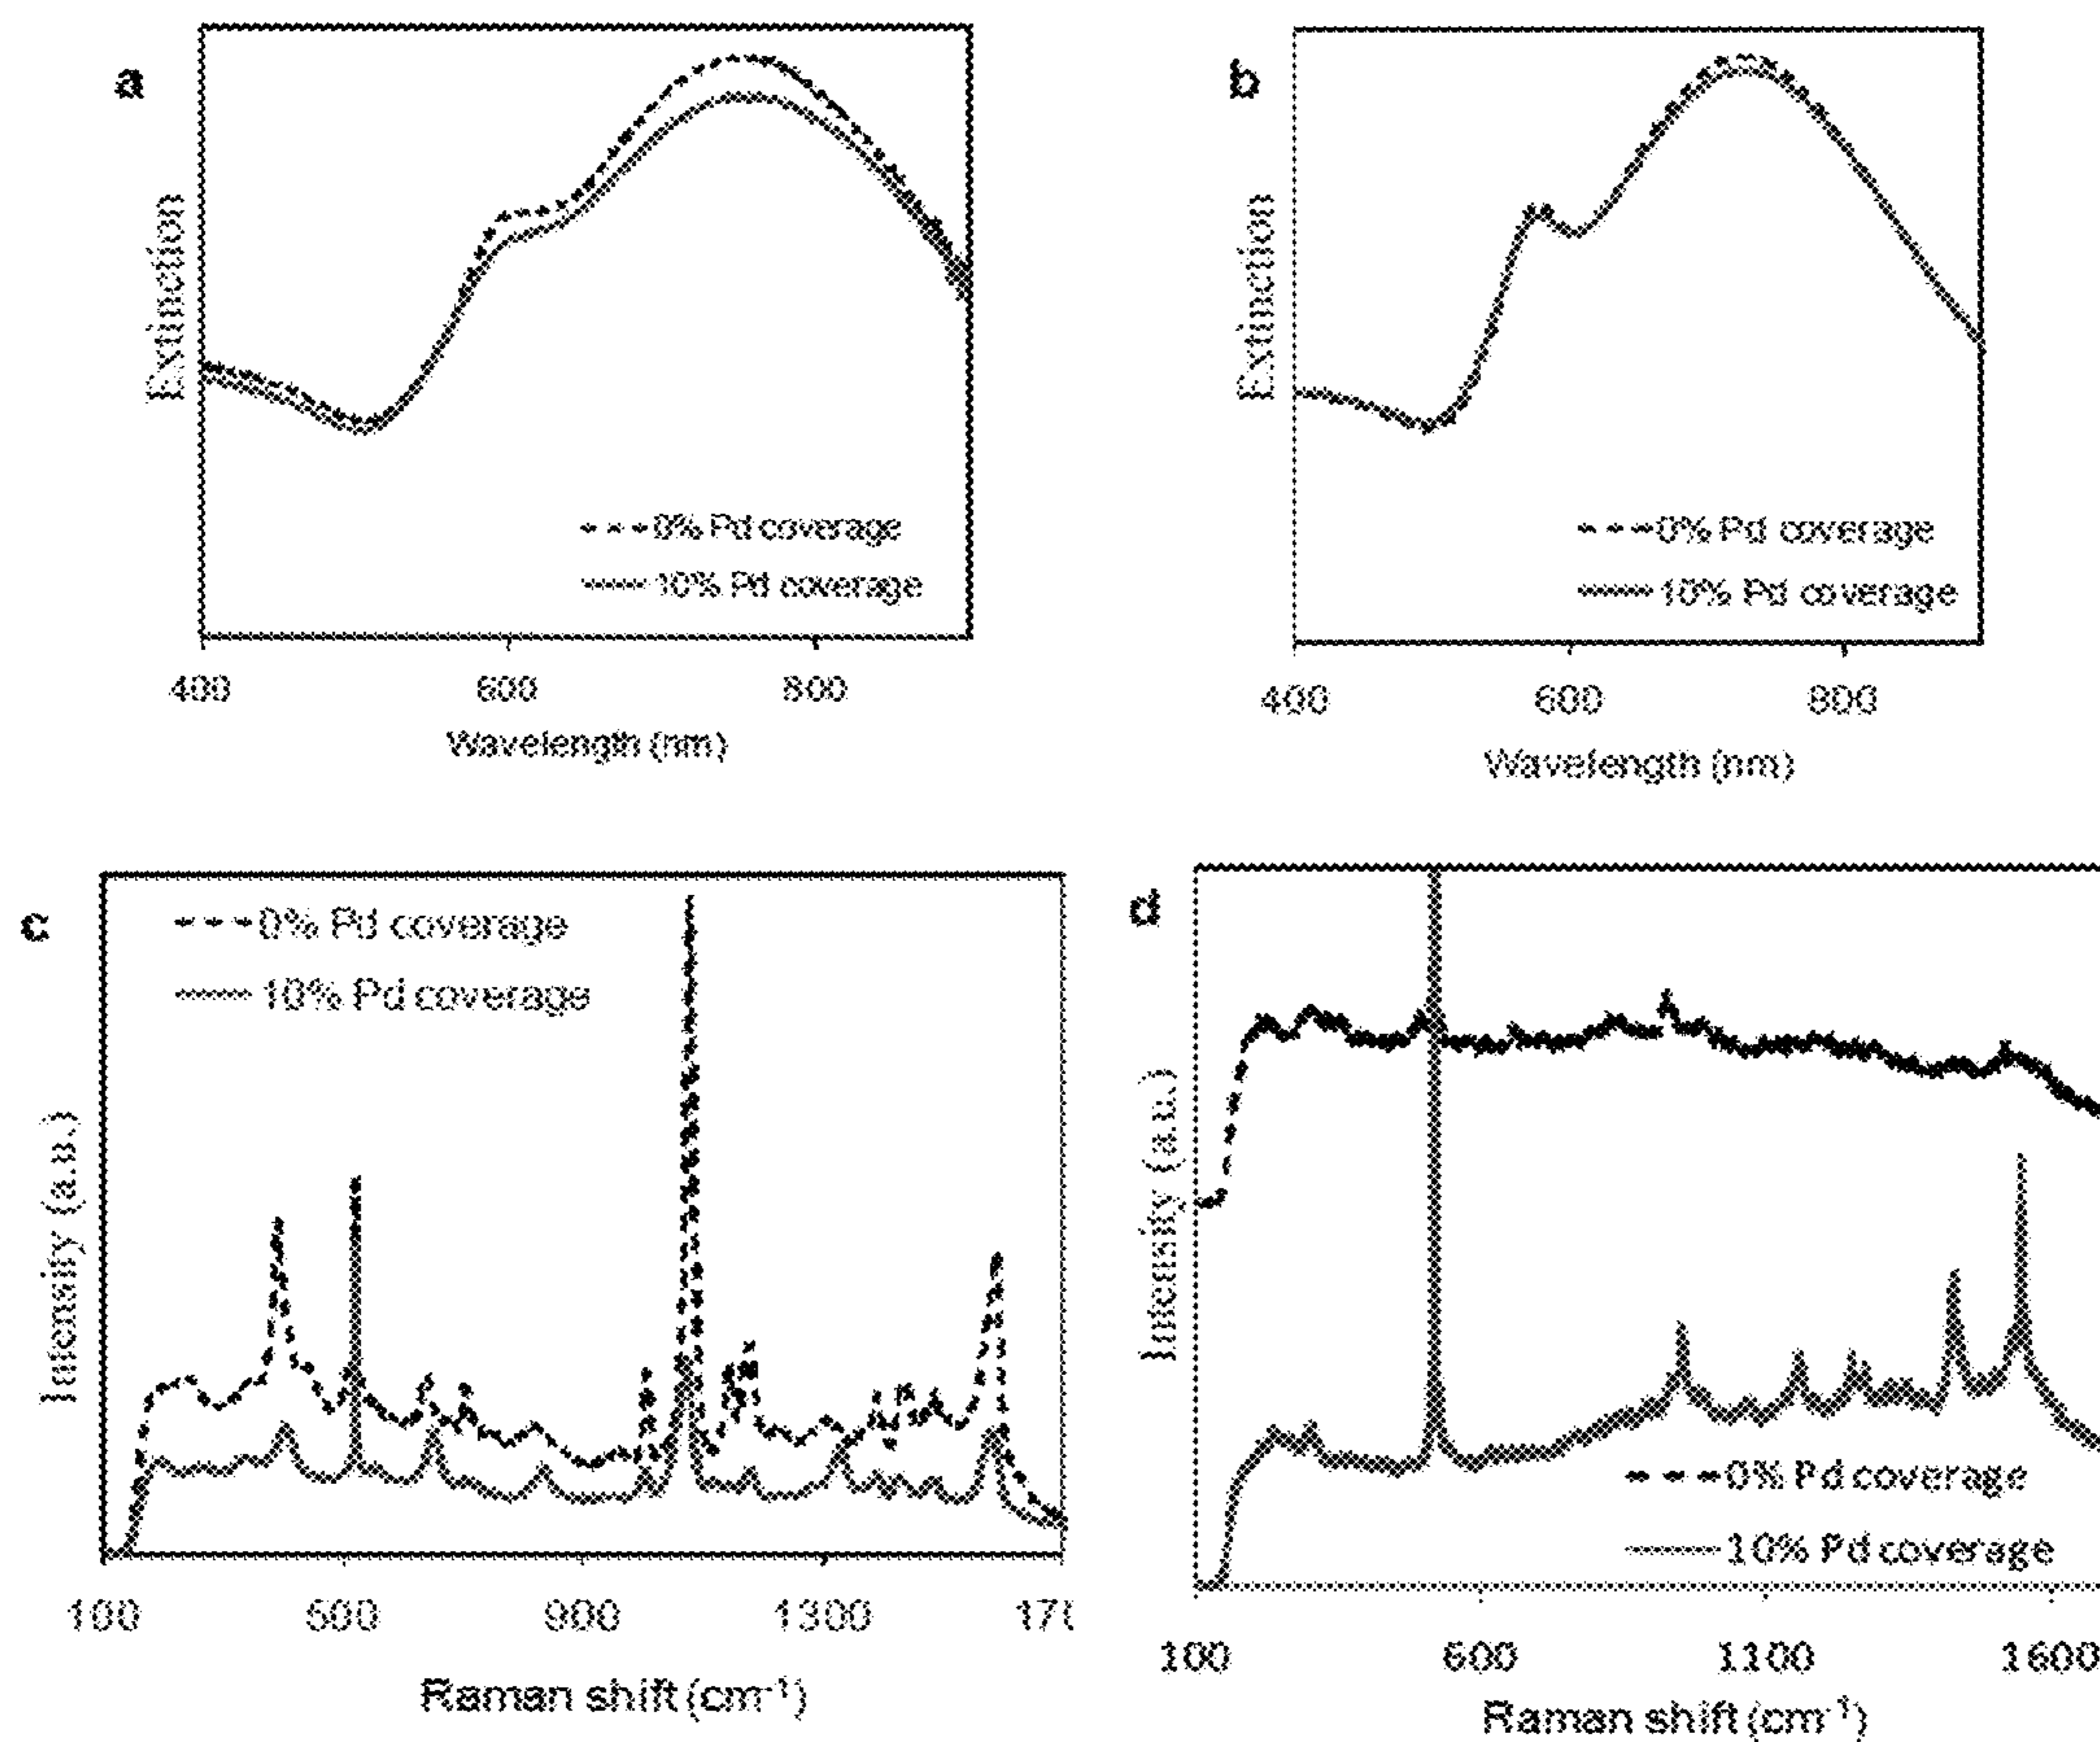 a
Extinction
0% Pd coverage
10% Pd coverage
400 600 800
Wavelength (nm)
b
Extinction
0% Pd coverage
10% Pd coverage
400 600 800
Wavelength (nm)
c
Intensity (a.u.)
0% Pd coverage
10% Pd coverage
100 500 900 1300 170
Raman shift (cm-1)
d
Intensity (a.u.)
0% Pd coverage
10% Pd coverage
100 600 1100 1600
Raman shift (cm-1)